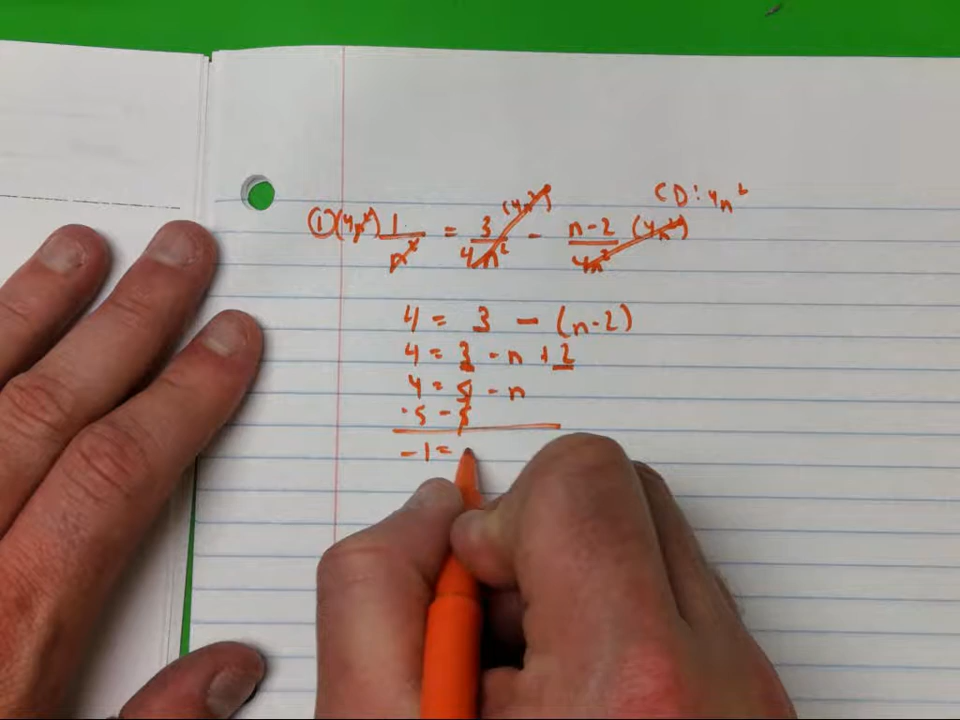 CD: 4n²
① (4n²) 1/n² = 3/4n² (4n²) - n-2/4n² (4n²)
4 = 3 - (n-2)
4 = 3 - n + 2
4 = 5 - n
-5 -5
-1 =